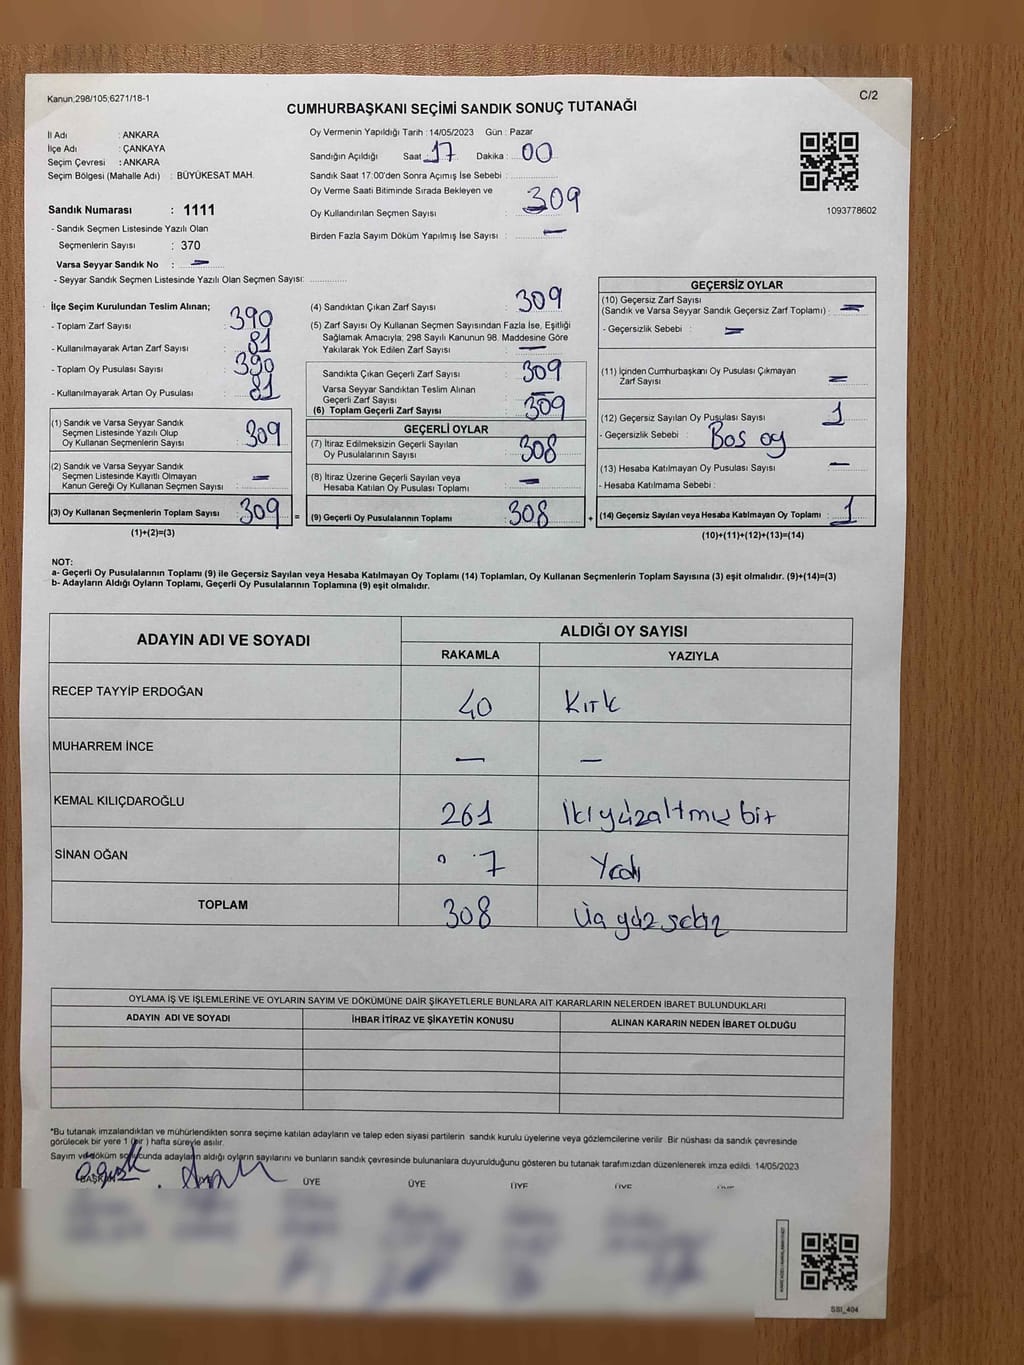 Kanun;298/105;6271/18-1
C/2
CUMHURBAŞKANI SEÇİMİ SANDIK SONUÇ TUTANAĞI
İl Adı : ANKARA
İlçe Adı : ÇANKAYA
Seçim Çevresi : ANKARA
Seçim Bölgesi (Mahalle Adı) : BÜYÜKESAT MAH.
Sandık Numarası : 1111
- Sandık Seçmen Listesinde Yazılı Olan
Seçmenlerin Sayısı : 370
Varsa Seyyar Sandık No : —
- Seyyar Sandık Seçmen Listesinde Yazılı Olan Seçmen Sayısı: ............
Oy Vermenin Yapıldığı Tarih : 14/05/2023 Gün : Pazar
Sandığın Açıldığı Saat : 17 Dakika : 00
Sandık Saat 17:00'den Sonra Açımış İse Sebebi :
Oy Verme Saati Bitiminde Sırada Bekleyen ve
Oy Kullandırılan Seçmen Sayısı : 309
Birden Fazla Sayım Döküm Yapılmış İse Sayısı : —
1093778602
İlçe Seçim Kurulundan Teslim Alınan;
- Toplam Zarf Sayısı : 390
- Kullanılmayarak Artan Zarf Sayısı : 81
- Toplam Oy Pusulası Sayısı : 390
- Kullanılmayarak Artan Oy Pusulası : 81
(1) Sandık ve Varsa Seyyar Sandık
Seçmen Listesinde Yazılı Olup
Oy Kullanan Seçmenlerin Sayısı : 309
(2) Sandık ve Varsa Seyyar Sandık
Seçmen Listesinde Kayıtlı Olmayan
Kanun Gereği Oy Kullanan Seçmen Sayısı : —
(3) Oy Kullanan Seçmenlerin Toplam Sayısı : 309 =
(1)+(2)=(3)
(4) Sandıktan Çıkan Zarf Sayısı : 309
(5) Zarf Sayısı Oy Kullanan Seçmen Sayısından Fazla İse, Eşitliği
Sağlamak Amacıyla; 298 Sayılı Kanunun 98. Maddesine Göre
Yakılarak Yok Edilen Zarf Sayısı : —
Sandıkta Çıkan Geçerli Zarf Sayısı : 309
Varsa Seyyar Sandıktan Teslim Alınan
Geçerli Zarf Sayısı : —
(6) Toplam Geçerli Zarf Sayısı : 309
GEÇERLİ OYLAR
(7) İtiraz Edilmeksizin Geçerli Sayılan
Oy Pusulalarının Sayısı : 308
(8) İtiraz Üzerine Geçerli Sayılan veya
Hesaba Katılan Oy Pusulası Toplamı : —
(9) Geçerli Oy Pusulalarının Toplamı : 308 +
GEÇERSİZ OYLAR
(10) Geçersiz Zarf Sayısı
(Sandık ve Varsa Seyyar Sandık Geçersiz Zarf Toplamı) : —
- Geçersizlik Sebebi : —
(11) İçinden Cumhurbaşkanı Oy Pusulası Çıkmayan
Zarf Sayısı : —
(12) Geçersiz Sayılan Oy Pusulası Sayısı : 1
- Geçersizlik Sebebi : Bos oy
(13) Hesaba Katılmayan Oy Pusulası Sayısı : —
- Hesaba Katılmama Sebebi :
(14) Geçersiz Sayılan veya Hesaba Katılmayan Oy Toplamı : 1
(10)+(11)+(12)+(13)=(14)
NOT:
a- Geçerli Oy Pusulalarının Toplamı (9) ile Geçersiz Sayılan veya Hesaba Katılmayan Oy Toplamı (14) Toplamları, Oy Kullanan Seçmenlerin Toplam Sayısına (3) eşit olmalıdır. (9)+(14)=(3)
b- Adayların Aldığı Oyların Toplamı, Geçerli Oy Pusulalarının Toplamına (9) eşit olmalıdır.
ADAYIN ADI VE SOYADI
ALDIĞI OY SAYISI
RAKAMLA YAZIYLA
RECEP TAYYİP ERDOĞAN 40 Kırk
MUHARREM İNCE — —
KEMAL KILIÇDAROĞLU 261 İkiyüzaltmıs bir
SİNAN OĞAN 7 Yedi
TOPLAM 308 Üç yüz sekiz
OYLAMA İŞ VE İŞLEMLERİNE VE OYLARIN SAYIM VE DÖKÜMÜNE DAİR ŞİKAYETLERLE BUNLARA AİT KARARLARIN NELERDEN İBARET BULUNDUKLARI
ADAYIN ADI VE SOYADI İHBAR İTİRAZ VE ŞİKAYETİN KONUSU ALINAN KARARIN NEDEN İBARET OLDUĞU
*Bu tutanak imzalandıktan ve mühürlendikten sonra seçime katılan adayların ve talep eden siyasi partilerin sandık kurulu üyelerine veya gözlemcilerine verilir. Bir nüshası da sandık çevresinde
görülecek bir yere 1 (bir) hafta süreyle asılır.
Sayım ve döküm sonucunda adayların aldığı oyların sayılarını ve bunların sandık çevresinde bulunanlara duyurulduğunu gösteren bu tutanak tarafımızdan düzenlenerek imza edildi. 14/05/2023
BAŞKAN ÜYE ÜYE ÜYE ÜYE
SSI_404